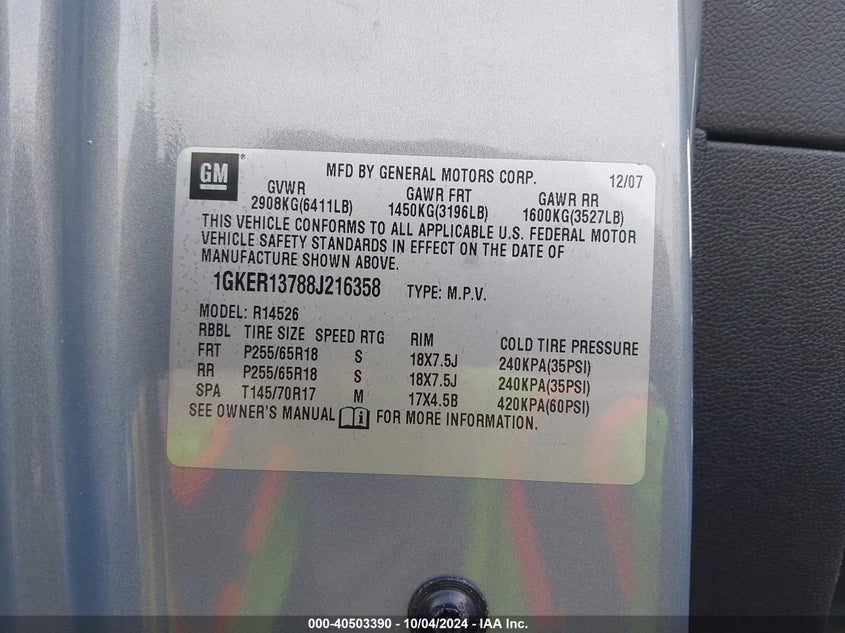 GM MFD BY GENERAL MOTORS CORP. 12/07
GVWR GAWR FRT GAWR RR
2908KG(6411LB) 1450KG(3196LB) 1600KG(3527LB)
THIS VEHICLE CONFORMS TO ALL APPLICABLE U.S. FEDERAL MOTOR
VEHICLE SAFETY STANDARDS IN EFFECT ON THE DATE OF
MANUFACTURE SHOWN ABOVE.
1GKER13788J216358 TYPE: M.P.V.
MODEL: R14526
RBBL TIRE SIZE SPEED RTG RIM COLD TIRE PRESSURE
FRT P255/65R18 S 18X7.5J 240KPA(35PSI)
RR P255/65R18 S 18X7.5J 240KPA(35PSI)
SPA T145/70R17 M 17X4.5B 420KPA(60PSI)
SEE OWNER'S MANUAL i FOR MORE INFORMATION.
000-40503390 - 10/04/2024 - IAA Inc.